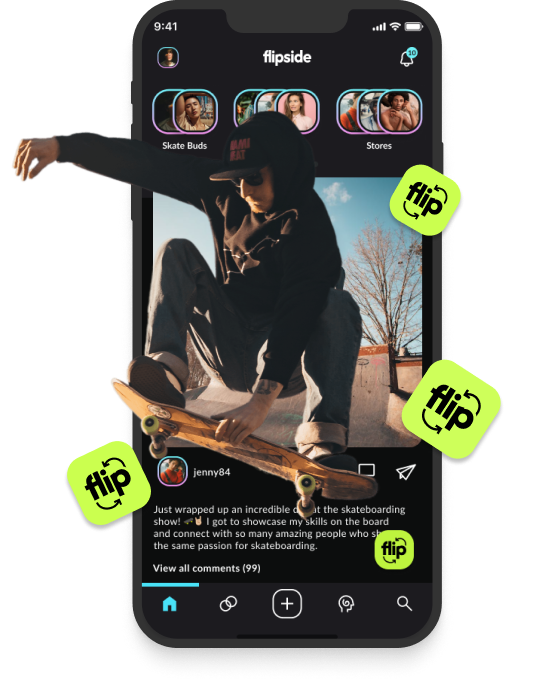 9:41
flipside
10
Skate Buds
Stores
flip
flip
flip
jenny84
Just wrapped up an incredible at the skateboarding
show! 🛹🤘 I got to showcase my skills on the board
and connect with so many amazing people who
the same passion for skateboarding.
flip
View all comments (99)